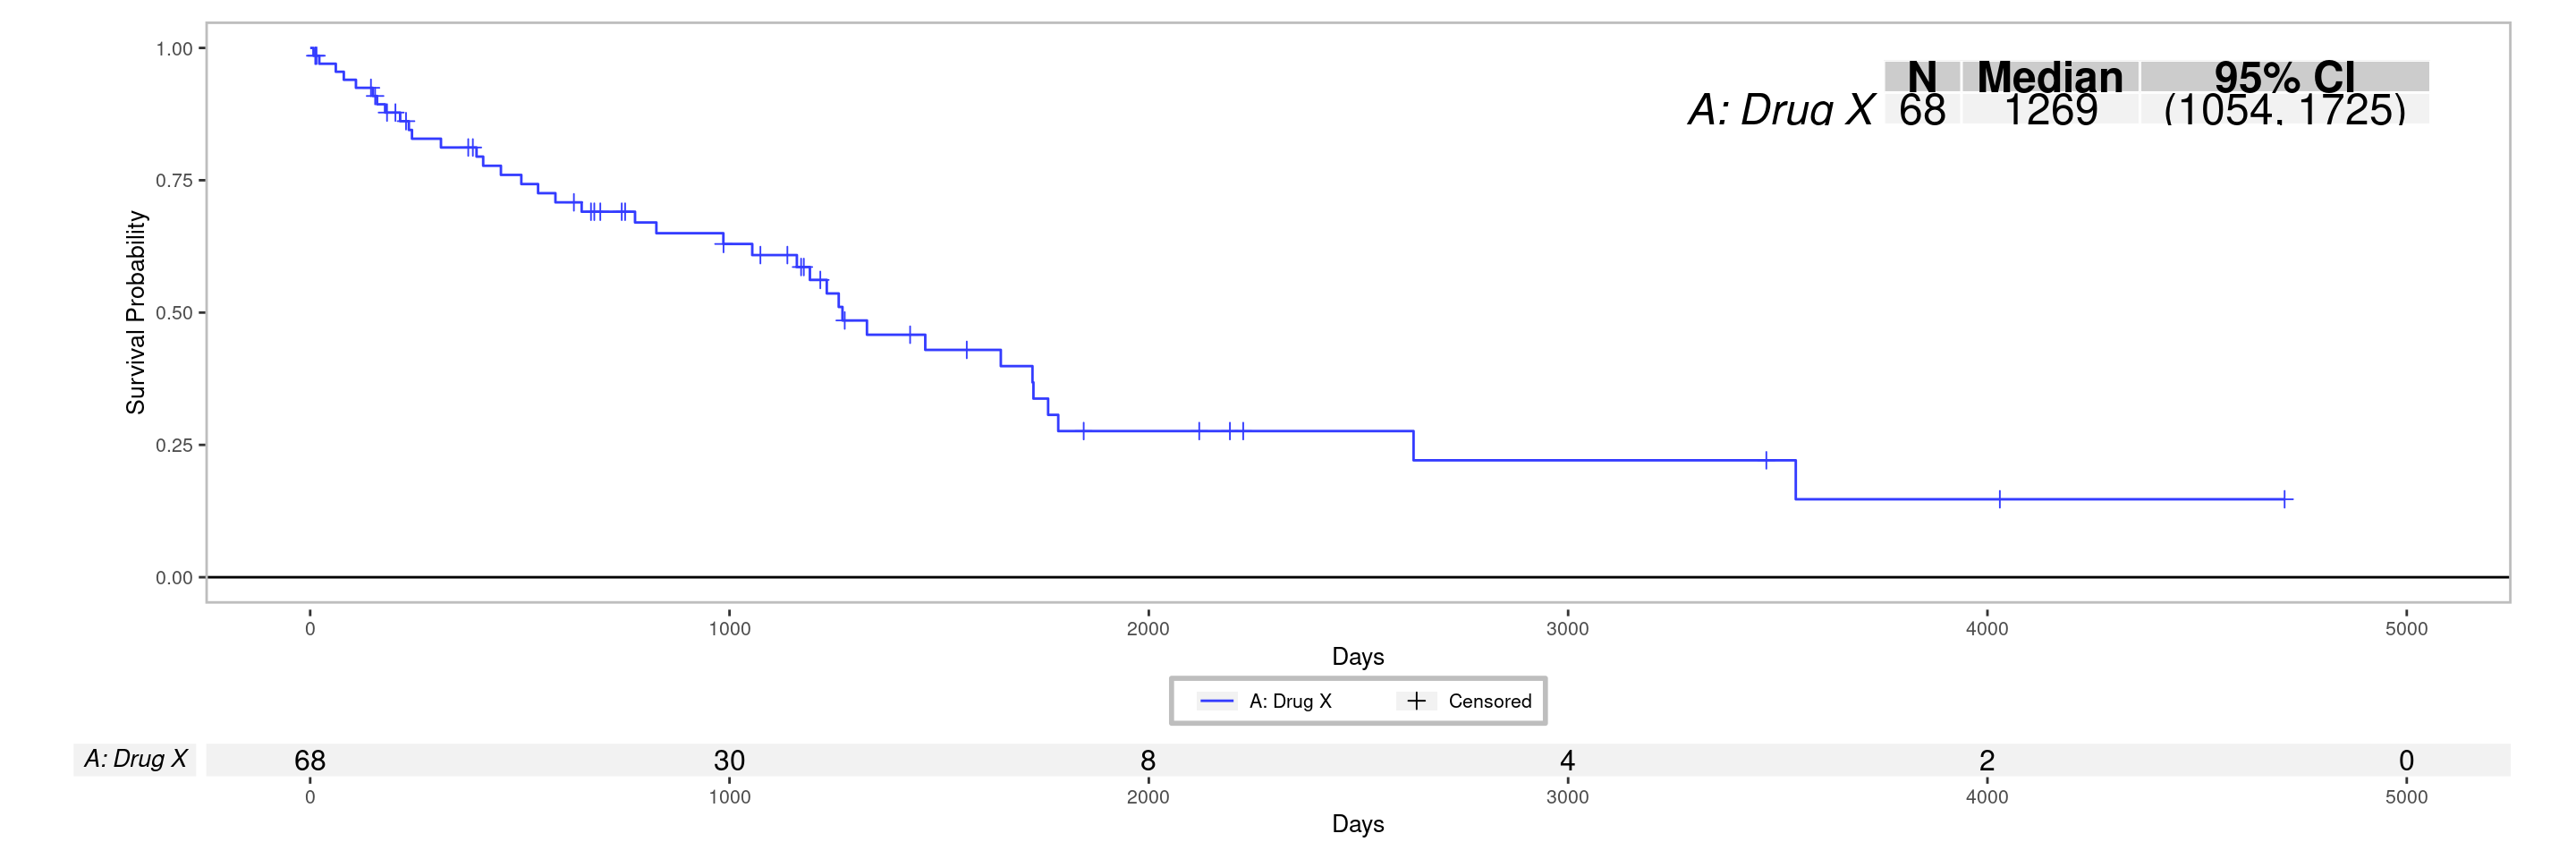 N Median 95% CI
A: Drug X 68 1269 (1054, 1725)
1.00
0.75
0.50
0.25
0.00
Survival Probability
0 1000 2000 3000 4000 5000
Days
A: Drug X Censored
A: Drug X 68 30 8 4 2 0
0 1000 2000 3000 4000 5000
Days